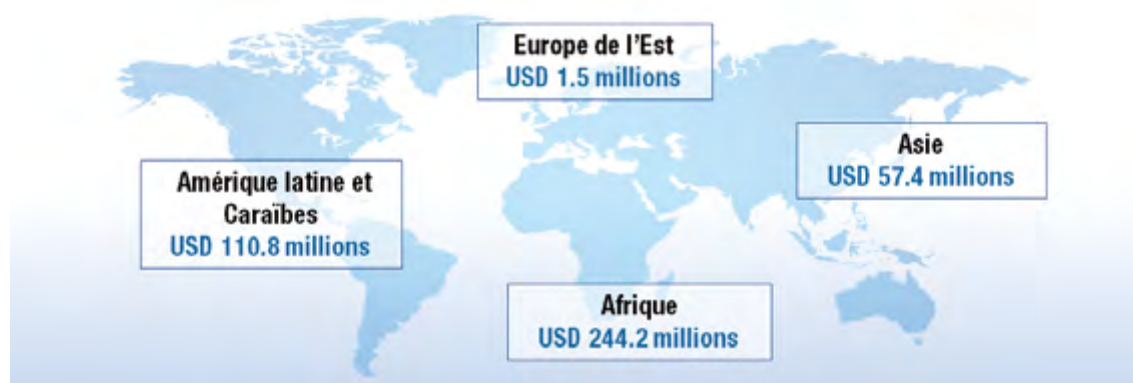 Europe de l'Est
USD 1.5 millions
Asie
USD 57.4 millions
Amérique latine et
Caraïbes
USD 110.8 millions
Afrique
USD 244.2 millions